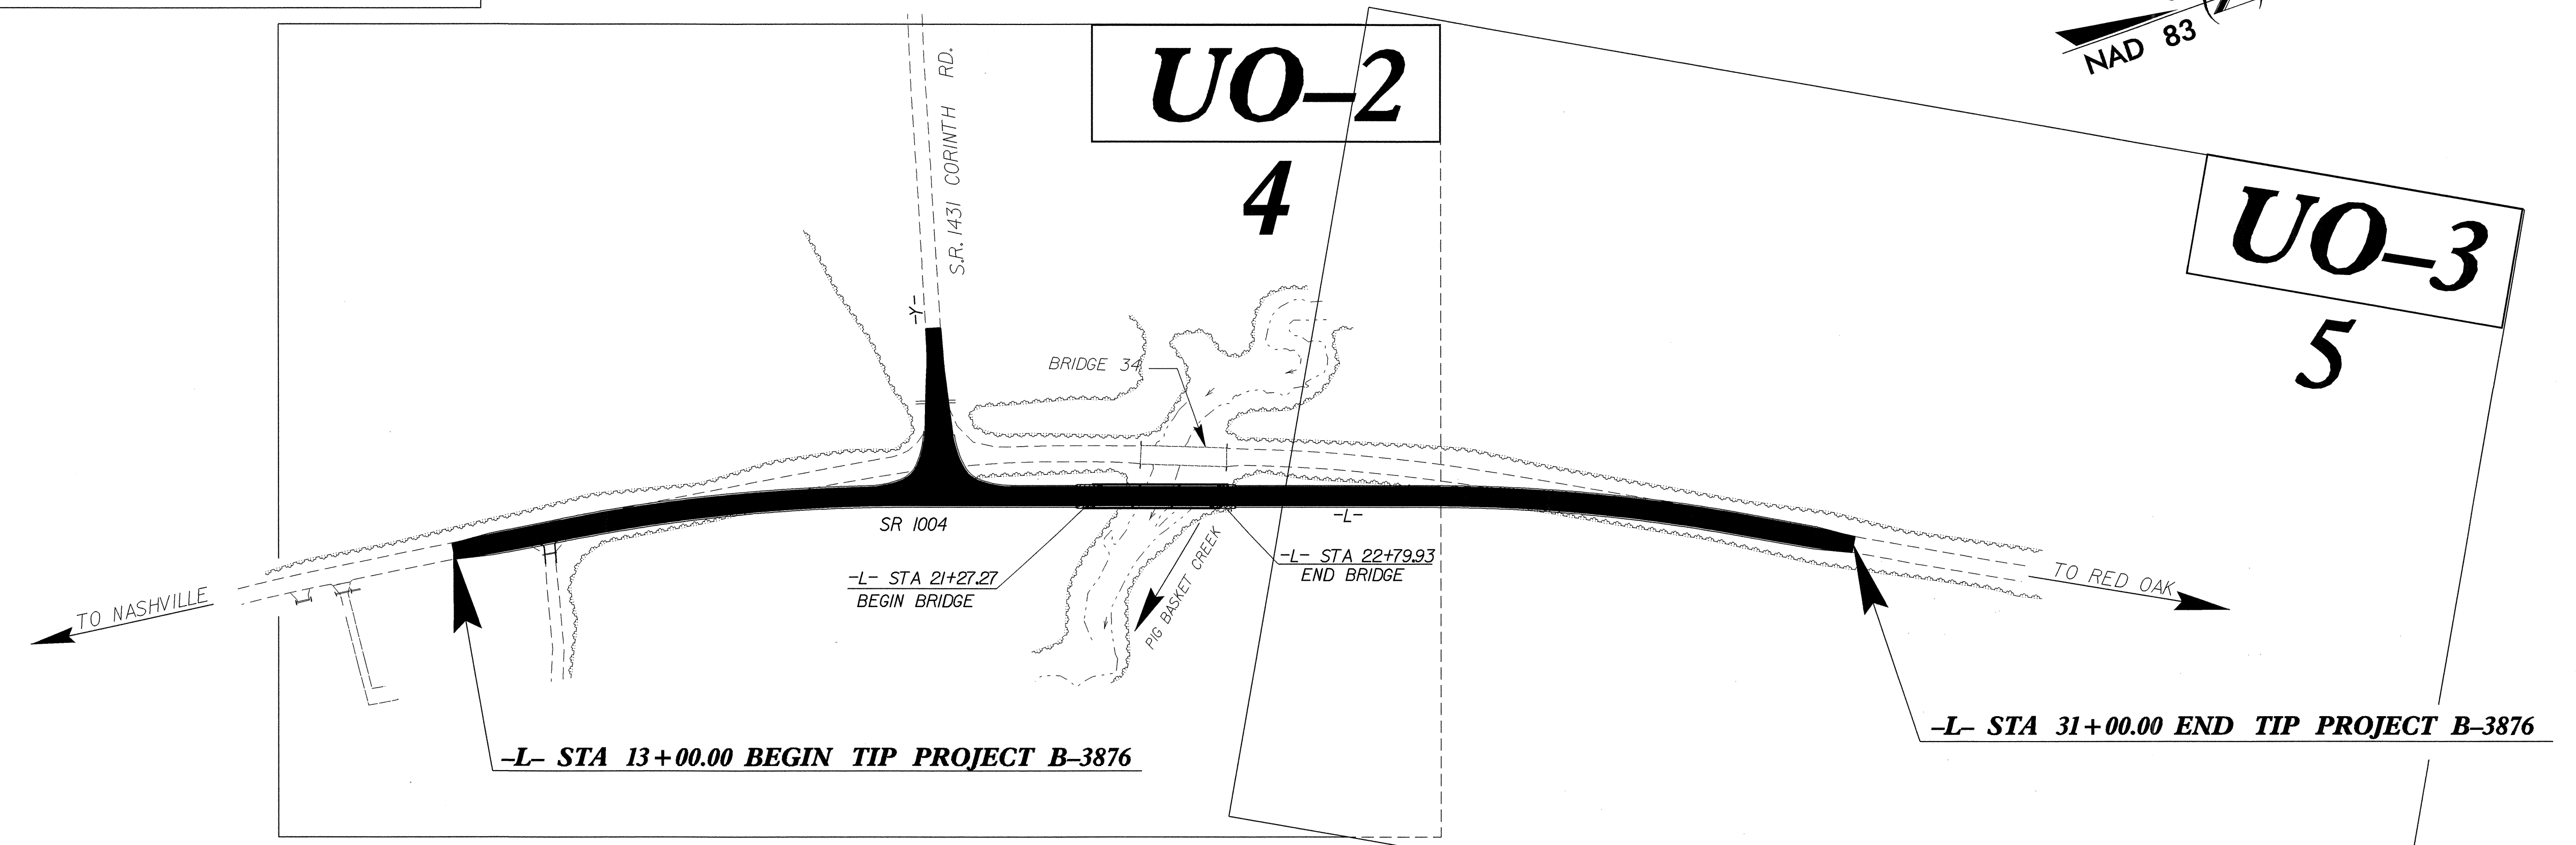 NAD 83
UO–2
4
UO–3
5
S.R. 1431 CORINTH RD.
-Y-
BRIDGE 34
SR 1004
-L-
-L- STA 21+27.27
BEGIN BRIDGE
-L- STA 22+79.93
END BRIDGE
PIG BASKET CREEK
TO NASHVILLE
TO RED OAK
–L– STA 13+00.00 BEGIN TIP PROJECT B–3876
–L– STA 31+00.00 END TIP PROJECT B–3876